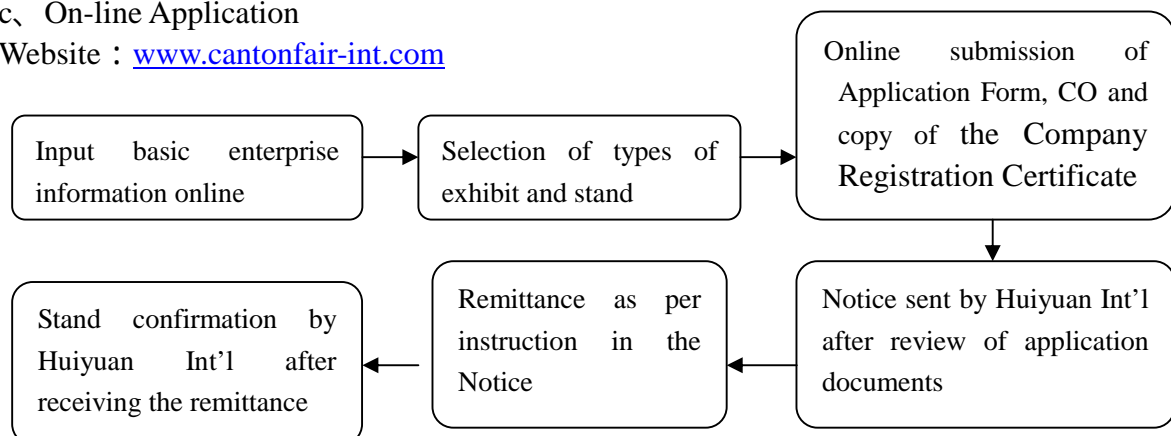 c、On-line Application
Website：www.cantonfair-int.com
Input basic enterprise
information online
Selection of types of
exhibit and stand
Online submission of
Application Form, CO and
copy of the Company
Registration Certificate
Notice sent by Huiyuan Int’l
after review of application
documents
Remittance as per
instruction in the
Notice
Stand confirmation by
Huiyuan Int’l after
receiving the remittance